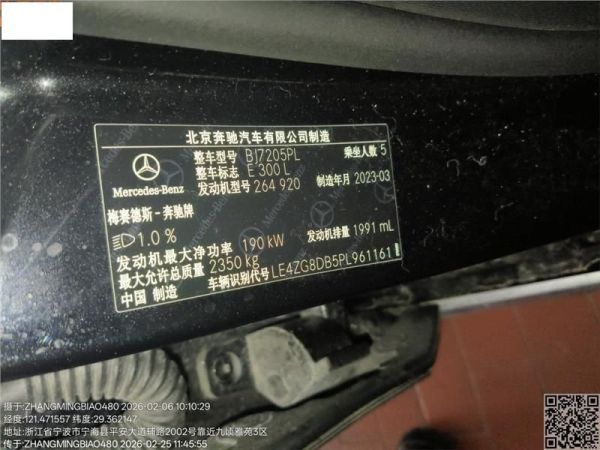 北京奔驰汽车有限公司制造
Mercedes-Benz
整车型号 BJ7205PL 乘坐人数 5
整车标志 E 300 L
发动机型号 264 920 制造年月 2023-03
梅赛德斯-奔驰牌
1.0 %
发动机最大净功率 190 kW 发动机排量 1991 mL
最大允许总质量 2350 kg
车辆识别代号 LE4ZG8DB5PL961161
中国 制造
摄于:ZHANGMINGBIAO480 2026-02-06 10:10:29
经度:121.471557 纬度:29.362147
地址:浙江省宁波市宁海县平安大道辅路2002号靠近九顷雅苑3区
传于:ZHANGMINGBIAO480 2026-02-25 11:45:55